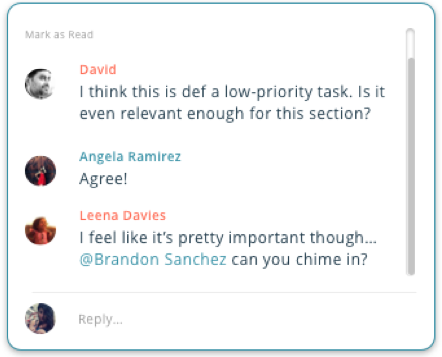 Mark as Read
David
I think this is def a low-priority task. Is it
even relevant enough for this section?
Angela Ramirez
Agree!
Leena Davies
I feel like it's pretty important though...
@Brandon Sanchez can you chime in?
Reply...